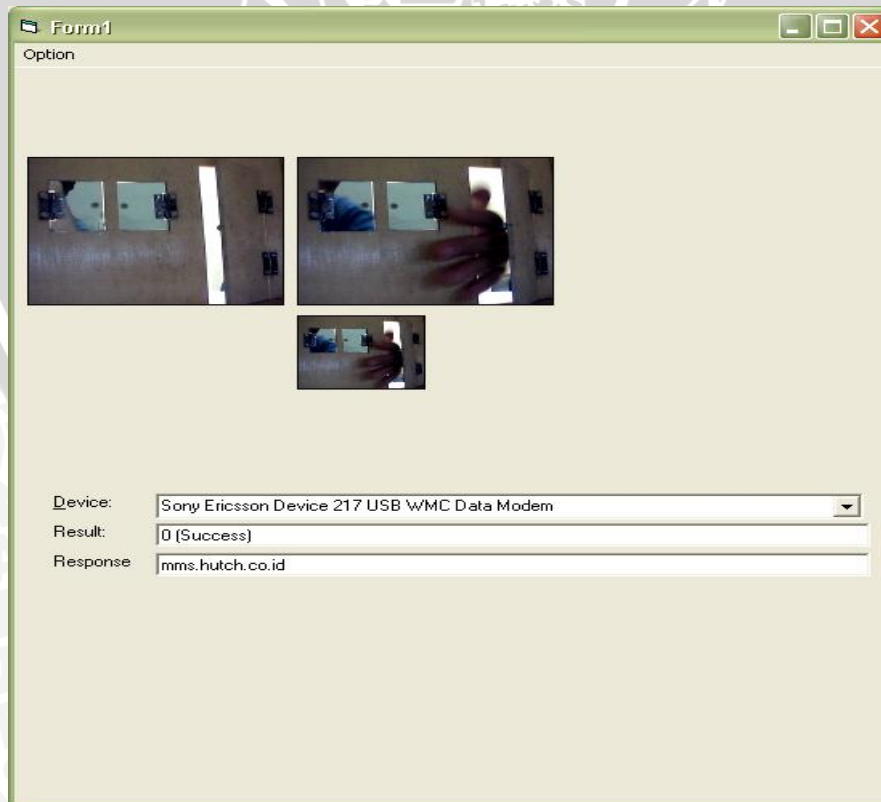 Form1
Option
Device: Sony Ericsson Device 217 USB WMC Data Modem
Result: 0 (Success)
Response mms.hutch.co.id